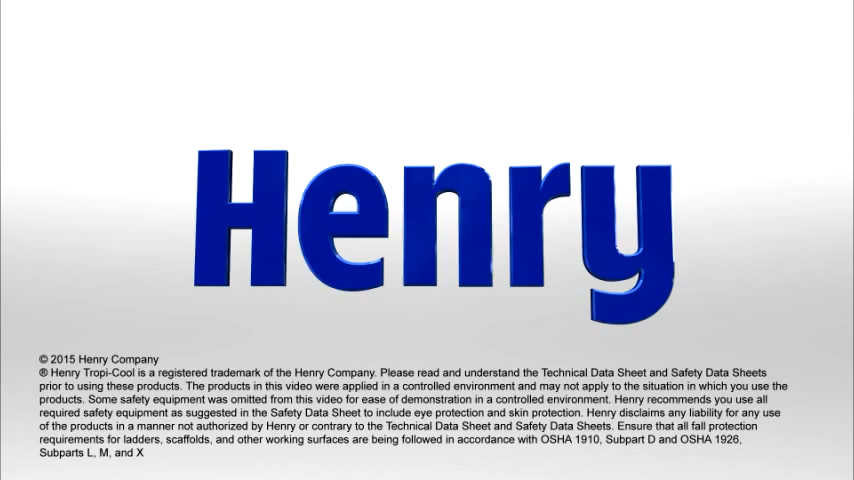 Henry
© 2015 Henry Company
® Henry Tropi-Cool is a registered trademark of the Henry Company. Please read and understand the Technical Data Sheet and Safety Data Sheets
prior to using these products. The products in this video were applied in a controlled environment and may not apply to the situation in which you use the
products. Some safety equipment was omitted from this video for ease of demonstration in a controlled environment. Henry recommends you use all
required safety equipment as suggested in the Safety Data Sheet to include eye protection and skin protection. Henry disclaims any liability for any use
of the products in a manner not authorized by Henry or contrary to the Technical Data Sheet and Safety Data Sheets. Ensure that all fall protection
requirements for ladders, scaffolds, and other working surfaces are being followed in accordance with OSHA 1910, Subpart D and OSHA 1926,
Subparts L, M, and X